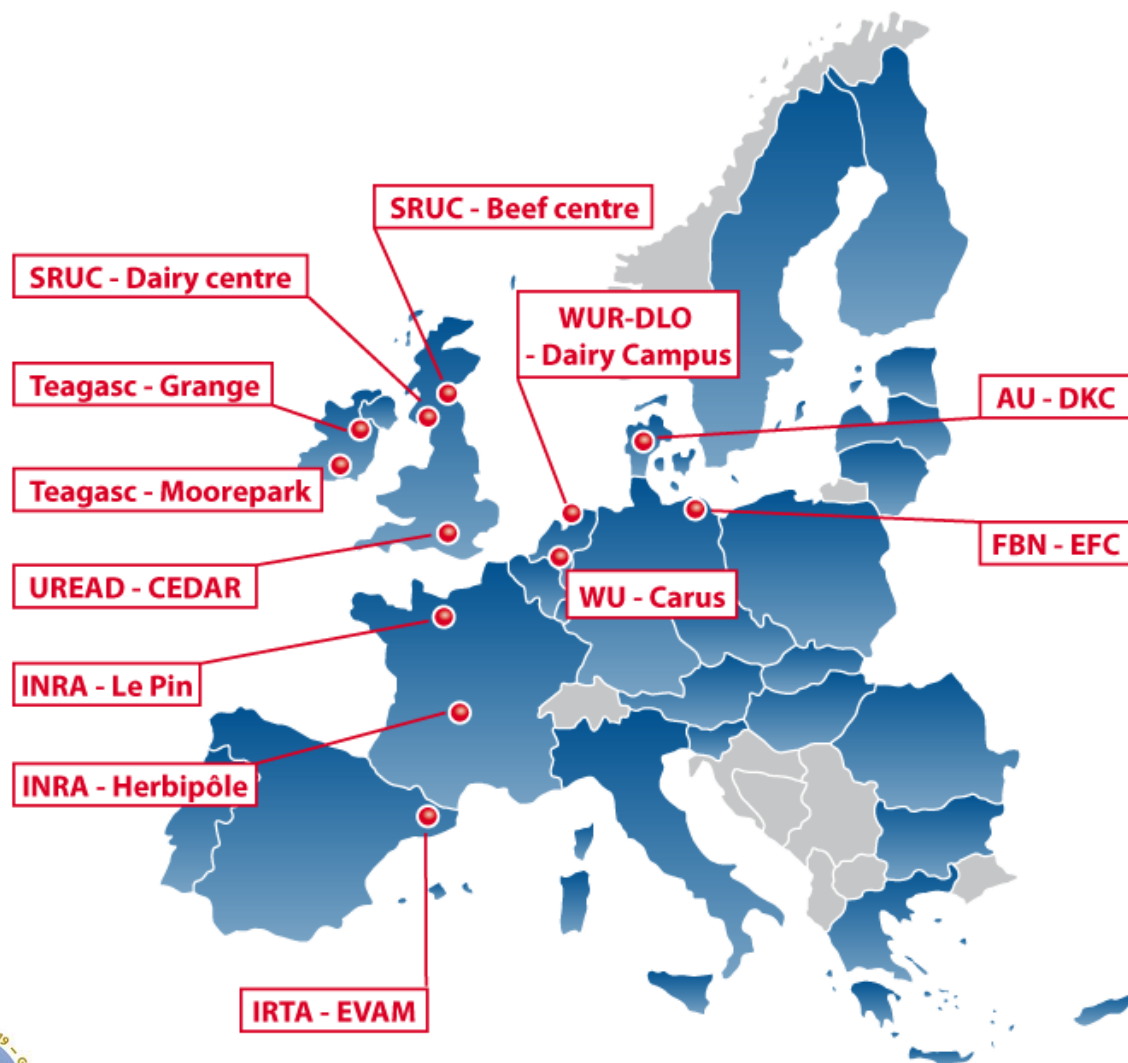 SRUC - Beef centre
SRUC - Dairy centre
WUR-DLO
- Dairy Campus
Teagasc - Grange
AU - DKC
Teagasc - Moorepark
FBN - EFC
UREAD - CEDAR
WU - Carus
INRA - Le Pin
INRA - Herbipôle
IRTA - EVAM